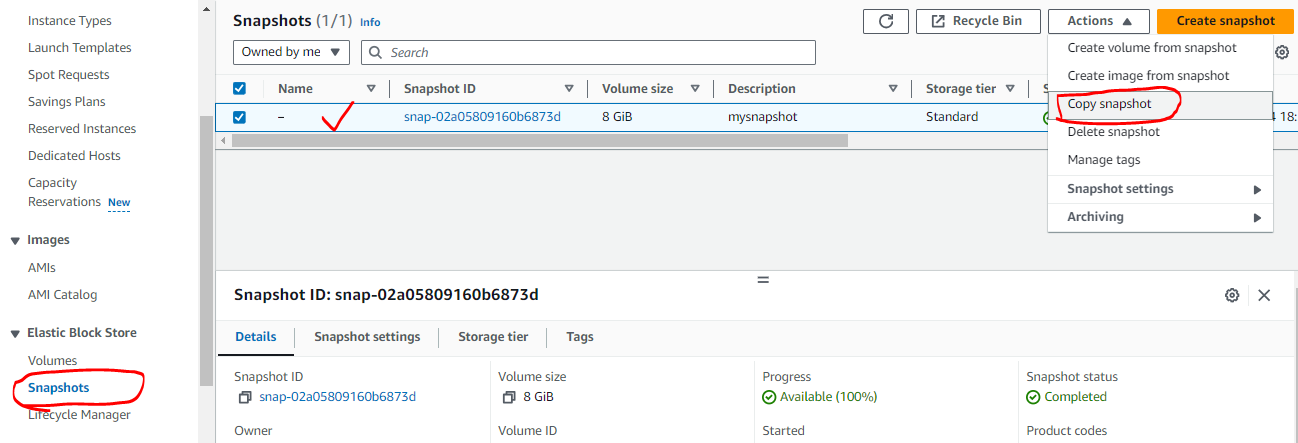 Instance Types
Launch Templates
Spot Requests
Savings Plans
Reserved Instances
Dedicated Hosts
Capacity
Reservations New
Images
AMIs
AMI Catalog
Elastic Block Store
Volumes
Snapshots
Lifecycle Manager
Snapshots (1/1) Info
Recycle Bin
Actions
Create snapshot
Owned by me
Search
Create volume from snapshot
Create image from snapshot
Copy snapshot
Delete snapshot
Manage tags
Snapshot settings
Archiving
Name Snapshot ID Volume size Description Storage tier S
– snap-02a05809160b6873d 8 GiB mysnapshot Standard 4 18:
Snapshot ID: snap-02a05809160b6873d
Details Snapshot settings Storage tier Tags
Snapshot ID Volume size Progress Snapshot status
snap-02a05809160b6873d 8 GiB Available (100%) Completed
Owner Volume ID Started Product codes